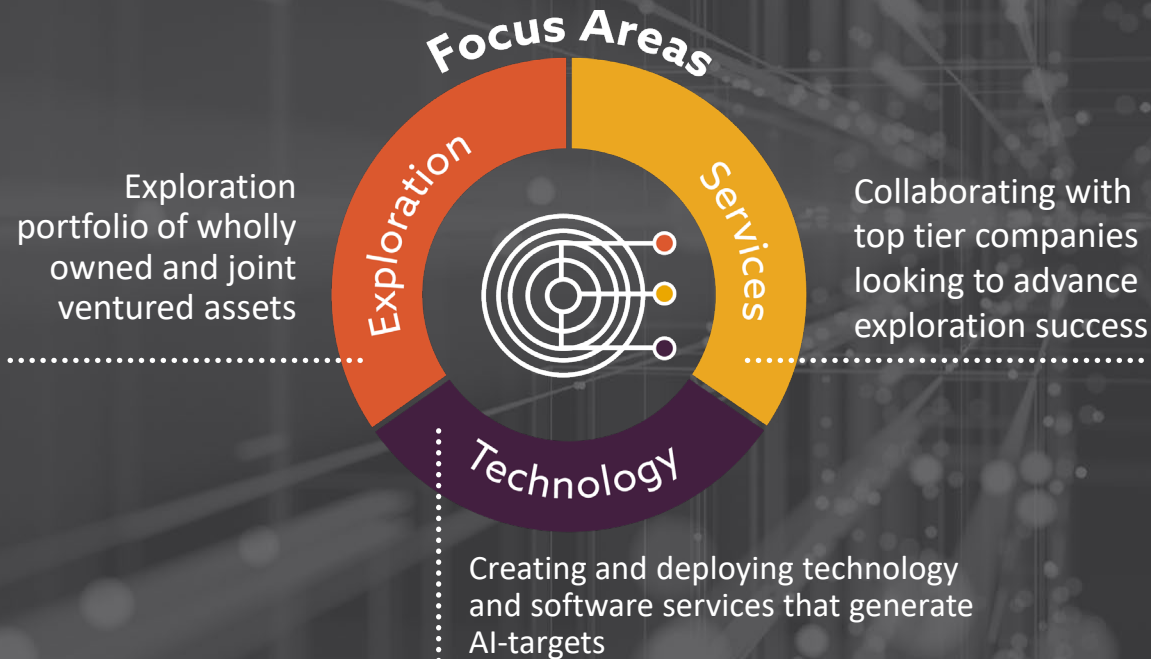 Focus Areas
Exploration
Services
Technology
Exploration
portfolio of wholly
owned and joint
ventured assets
Collaborating with
top tier companies
looking to advance
exploration success
Creating and deploying technology
and software services that generate
AI-targets